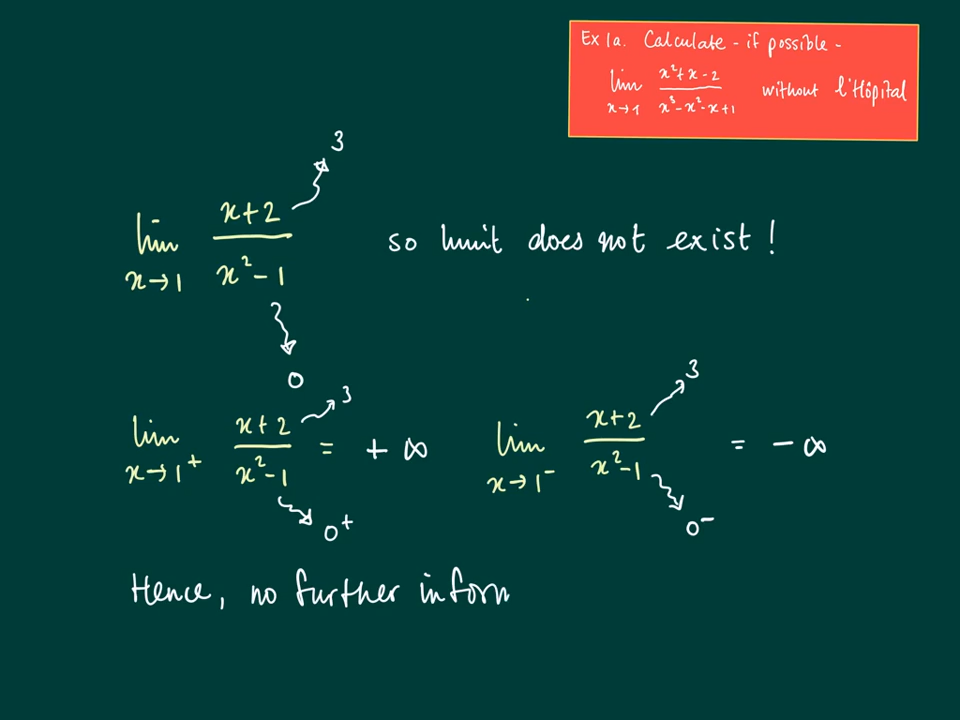 Ex 1a. Calculate - if possible -
lim x→1 (x²+x-2)/(x³-x²-x+1) without l'Hôpital
lim x→1 (x+2)/(x²-1) 3 0 so limit does not exist !
lim x→1⁺ (x+2)/(x²-1) 3 0⁺ = +∞ lim x→1⁻ (x+2)/(x²-1) 3 0⁻ = -∞
Hence, no further inform